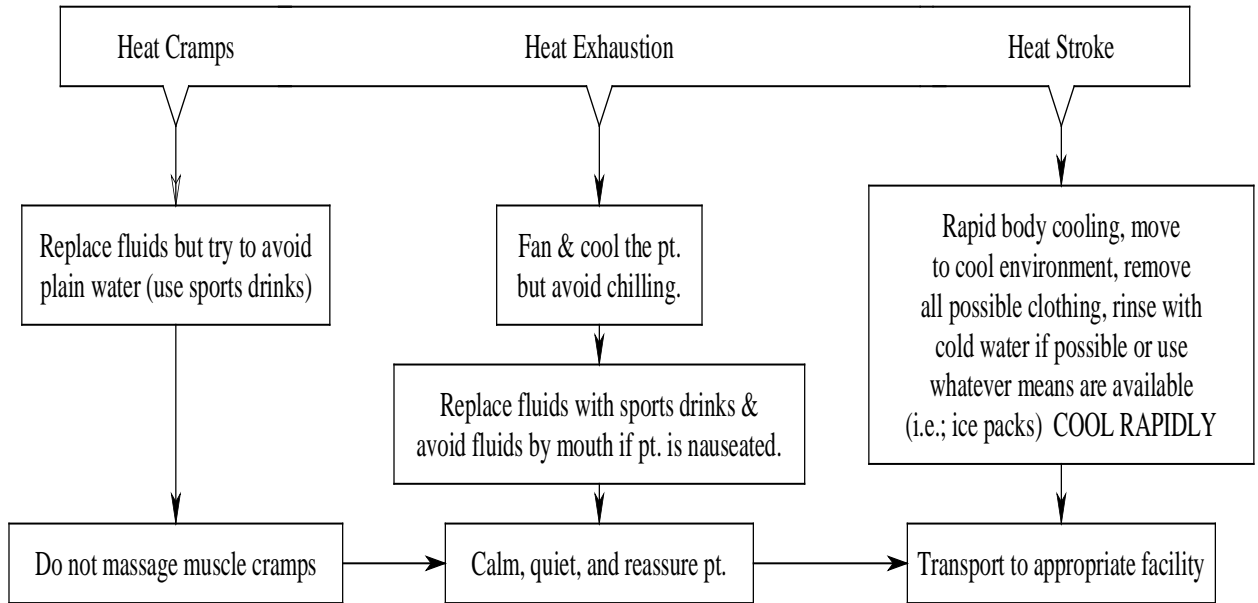 Heat Cramps
Heat Exhaustion
Heat Stroke
Replace fluids but try to avoid
plain water (use sports drinks)
Fan & cool the pt.
but avoid chilling.
Rapid body cooling, move
to cool environment, remove
all possible clothing, rinse with
cold water if possible or use
whatever means are available
(i.e.; ice packs) COOL RAPIDLY
Replace fluids with sports drinks &
avoid fluids by mouth if pt. is nauseated.
Do not massage muscle cramps
Calm, quiet, and reassure pt.
Transport to appropriate facility